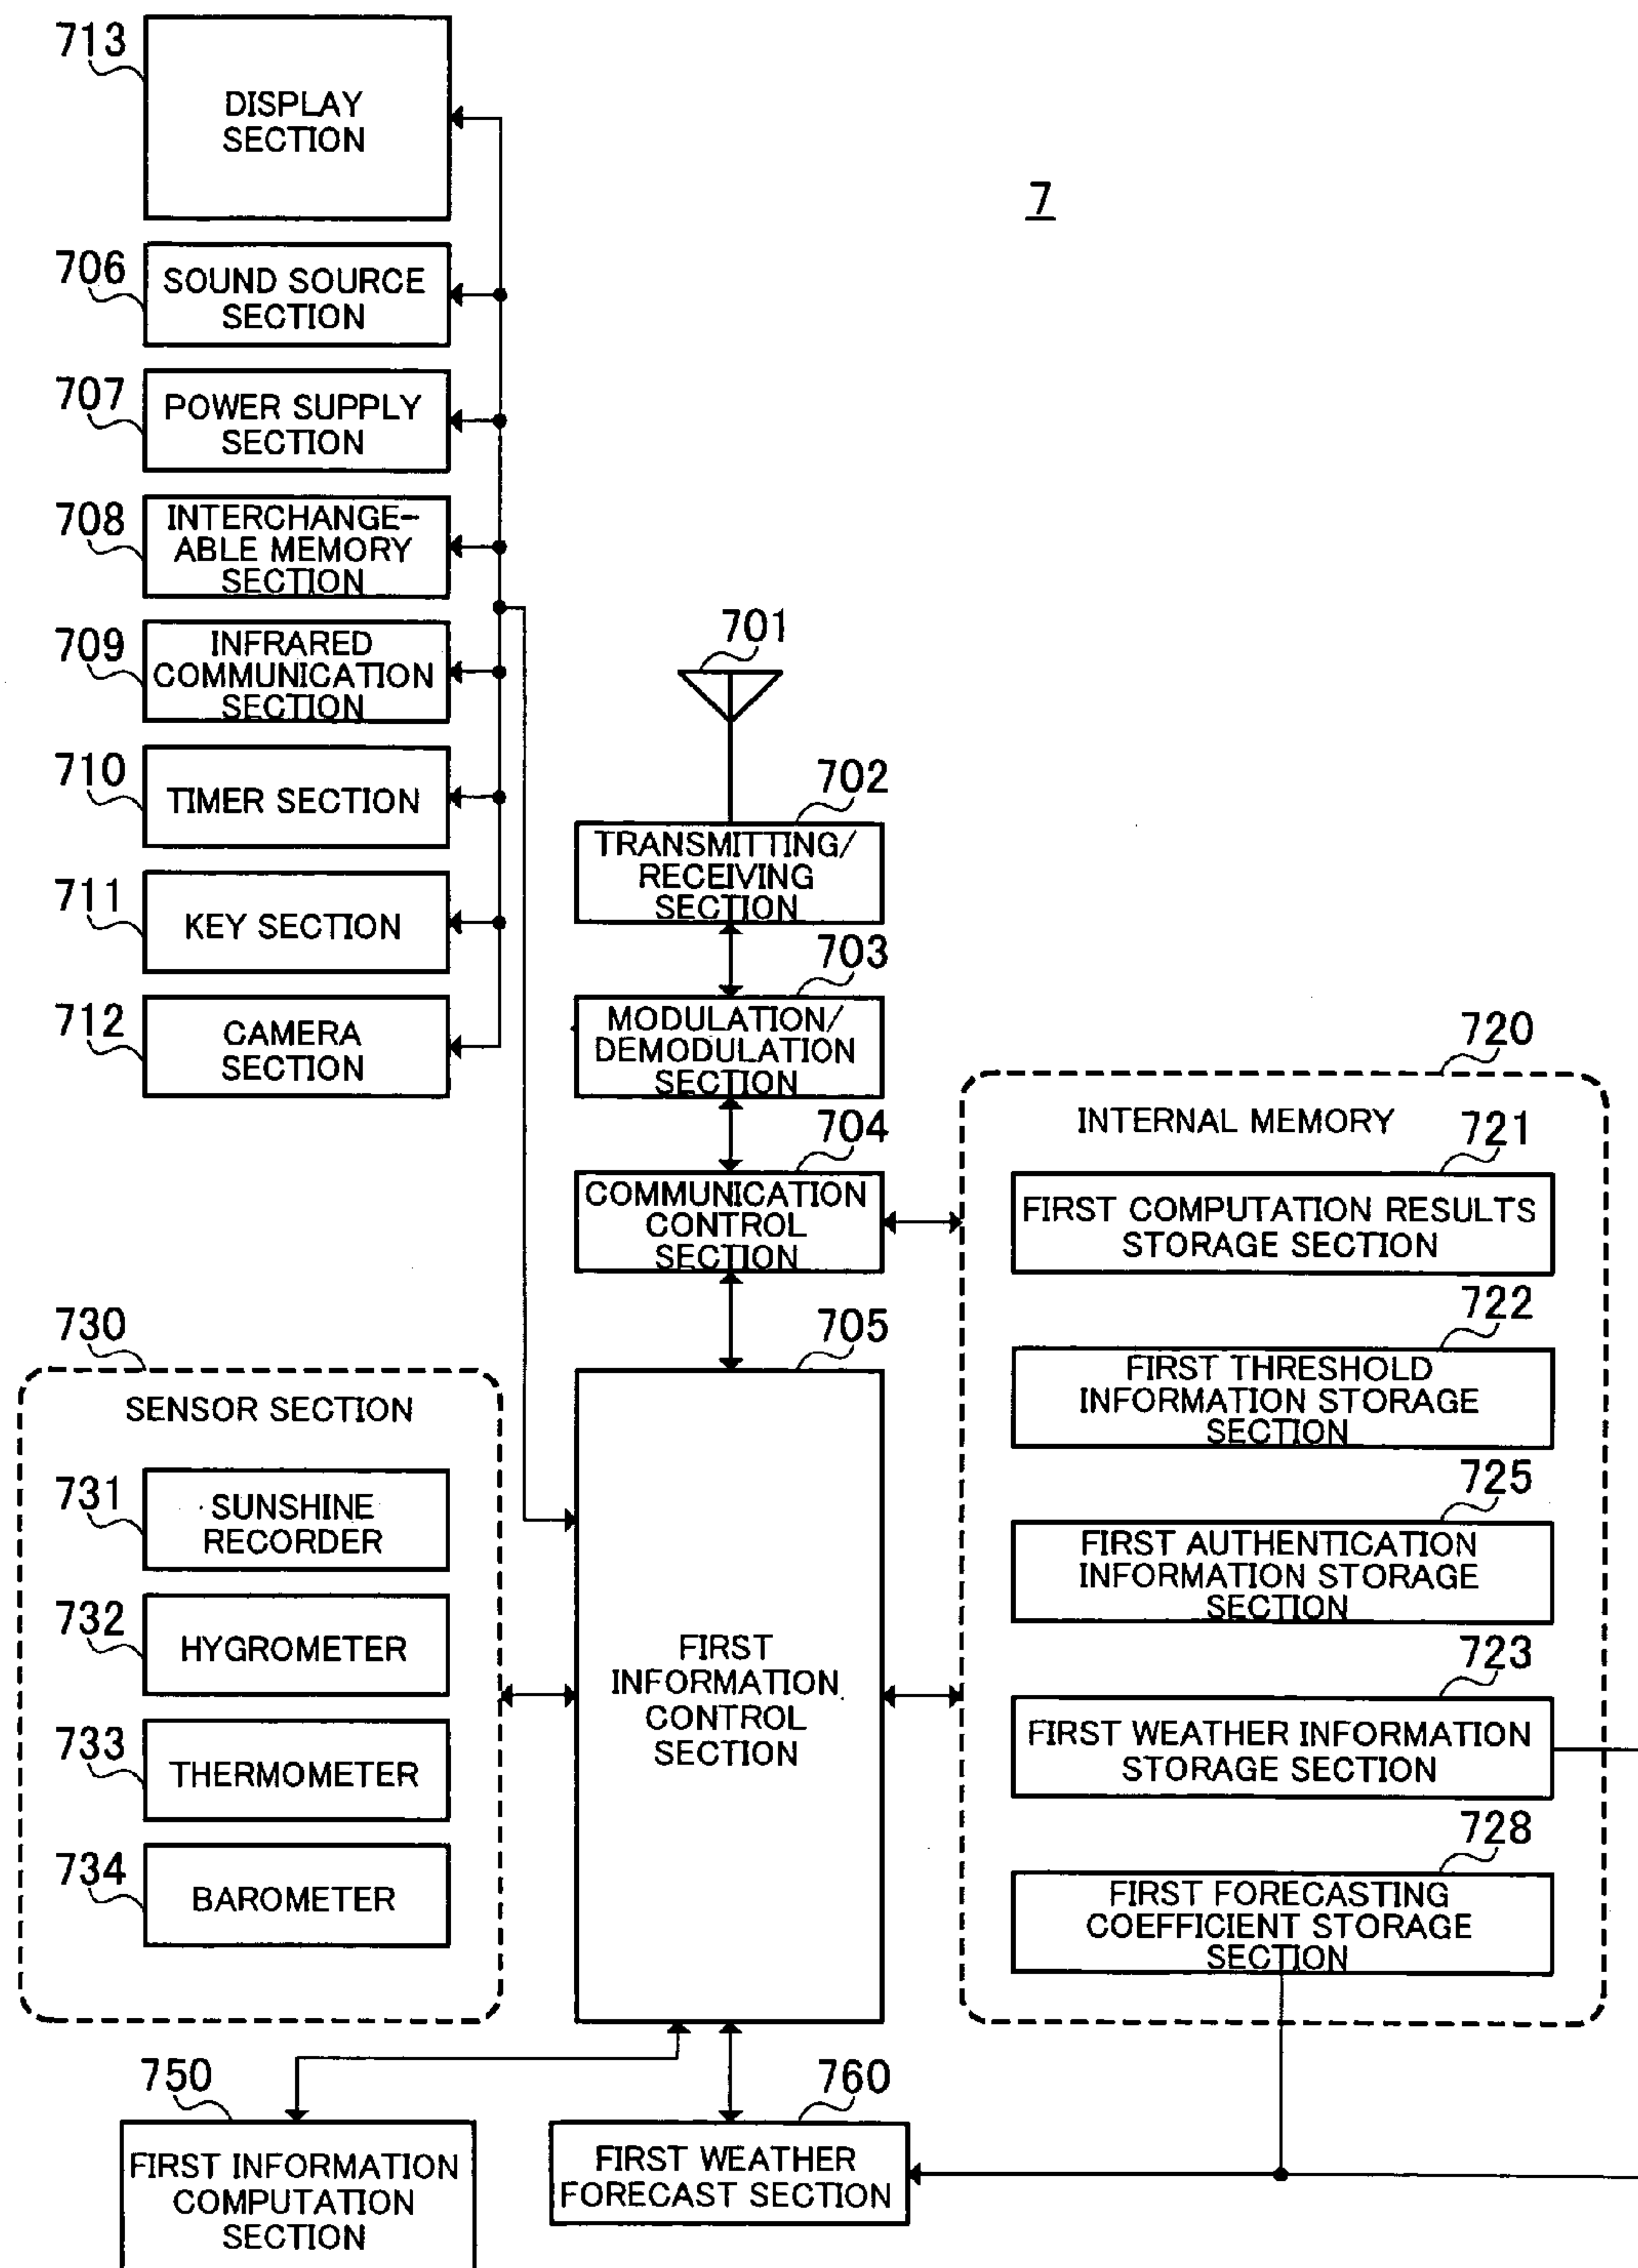 713
DISPLAY
SECTION
7
706
SOUND SOURCE
SECTION
707
POWER SUPPLY
SECTION
708
INTERCHANGE-
ABLE MEMORY
SECTION
709
INFRARED
COMMUNICATION
SECTION
710
TIMER SECTION
711
KEY SECTION
712
CAMERA
SECTION
701
702
TRANSMITTING/
RECEIVING
SECTION
703
MODULATION/
DEMODULATION
SECTION
704
COMMUNICATION
CONTROL
SECTION
705
FIRST
INFORMATION
CONTROL
SECTION
720
INTERNAL MEMORY
721
FIRST COMPUTATION RESULTS
STORAGE SECTION
722
FIRST THRESHOLD
INFORMATION STORAGE
SECTION
725
FIRST AUTHENTICATION
INFORMATION STORAGE
SECTION
723
FIRST WEATHER INFORMATION
STORAGE SECTION
728
FIRST FORECASTING
COEFFICIENT STORAGE
SECTION
730
SENSOR SECTION
731
SUNSHINE
RECORDER
732
HYGROMETER
733
THERMOMETER
734
BAROMETER
750
FIRST INFORMATION
COMPUTATION
SECTION
760
FIRST WEATHER
FORECAST SECTION